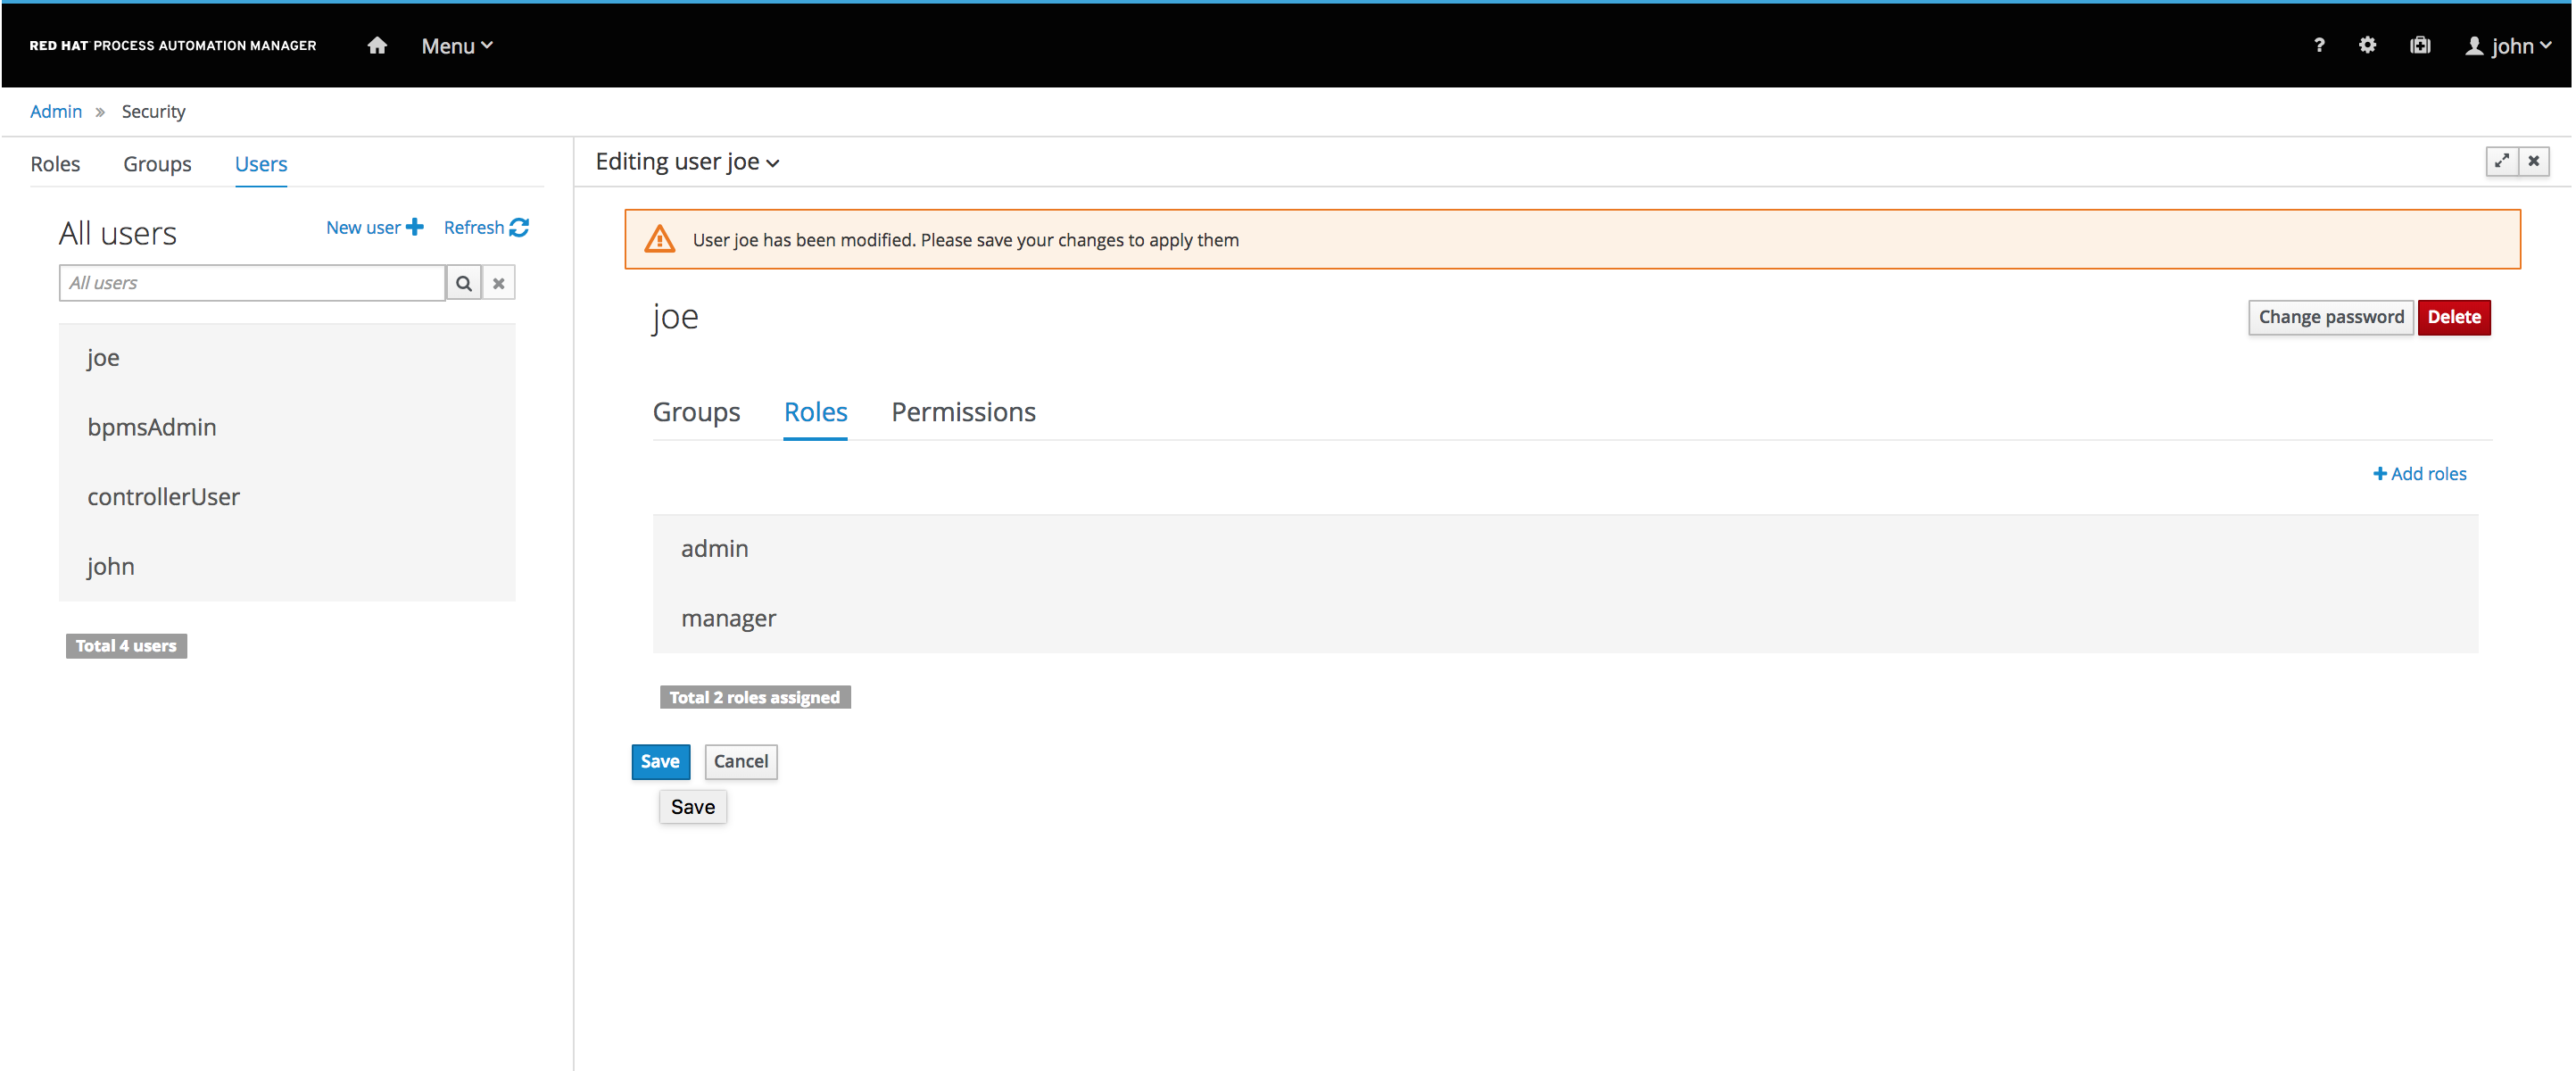 RED HAT PROCESS AUTOMATION MANAGER Menu ? john
Admin » Security
Roles Groups Users
All users New user Refresh
All users
joe
bpmsAdmin
controllerUser
john
Total 4 users
Editing user joe
User joe has been modified. Please save your changes to apply them
joe Change password Delete
Groups Roles Permissions
+ Add roles
admin
manager
Total 2 roles assigned
Save Cancel
Save